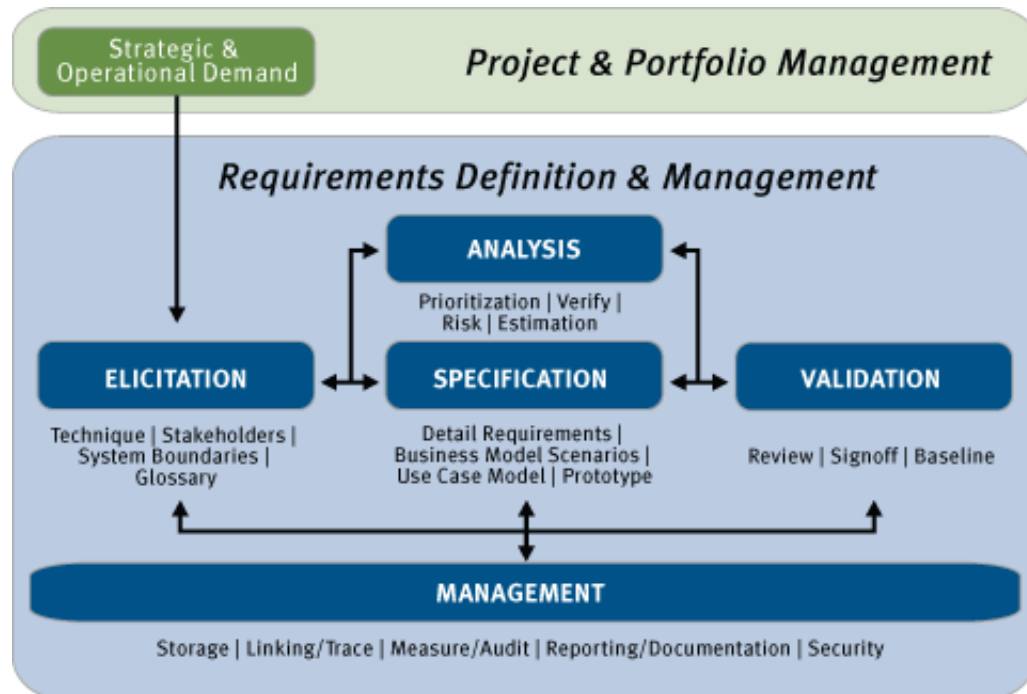 Strategic &
Operational Demand
Project & Portfolio Management
Requirements Definition & Management
ANALYSIS
Prioritization | Verify |
Risk | Estimation
ELICITATION
Technique | Stakeholders |
System Boundaries |
Glossary
SPECIFICATION
Detail Requirements |
Business Model Scenarios |
Use Case Model | Prototype
VALIDATION
Review | Signoff | Baseline
MANAGEMENT
Storage | Linking/Trace | Measure/Audit | Reporting/Documentation | Security